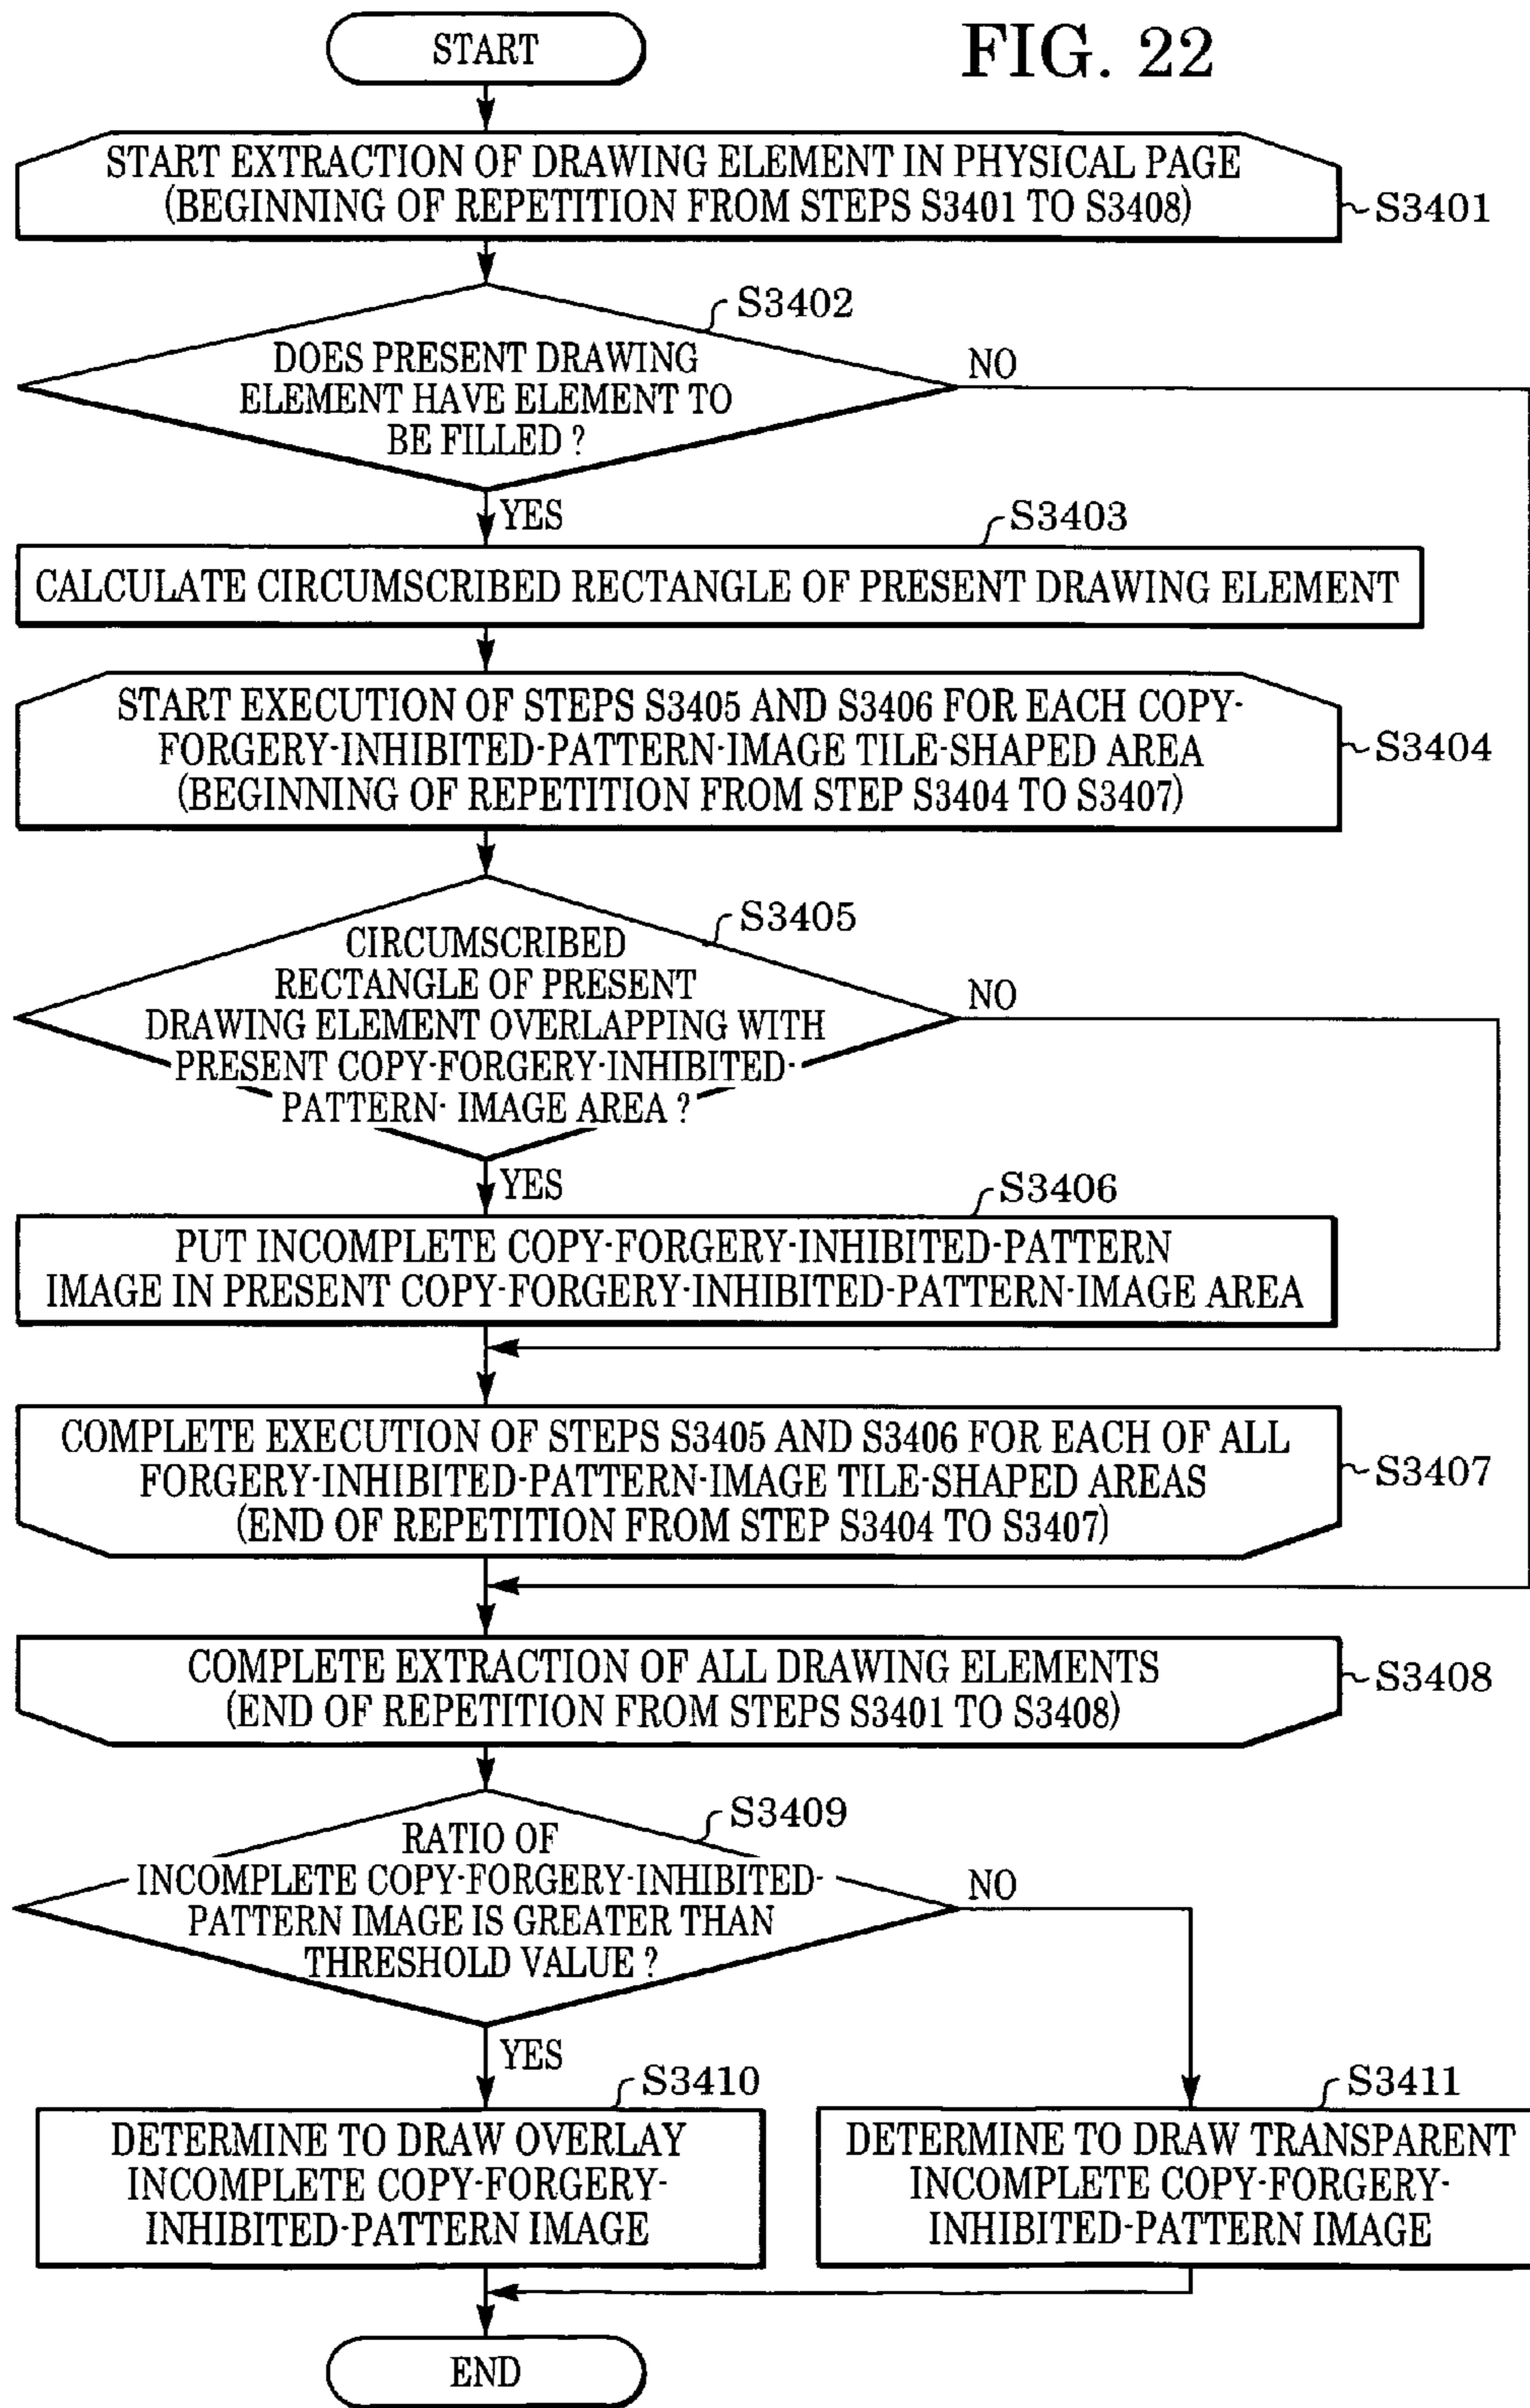 FIG. 22
START
START EXTRACTION OF DRAWING ELEMENT IN PHYSICAL PAGE
(BEGINNING OF REPETITION FROM STEPS S3401 TO S3408)
S3401
S3402
DOES PRESENT DRAWING
ELEMENT HAVE ELEMENT TO
BE FILLED ?
NO
YES
S3403
CALCULATE CIRCUMSCRIBED RECTANGLE OF PRESENT DRAWING ELEMENT
START EXECUTION OF STEPS S3405 AND S3406 FOR EACH COPY-
FORGERY-INHIBITED-PATTERN-IMAGE TILE-SHAPED AREA
(BEGINNING OF REPETITION FROM STEP S3404 TO S3407)
S3404
S3405
CIRCUMSCRIBED
RECTANGLE OF PRESENT
DRAWING ELEMENT OVERLAPPING WITH
PRESENT COPY-FORGERY-INHIBITED-
PATTERN- IMAGE AREA ?
NO
YES
S3406
PUT INCOMPLETE COPY-FORGERY-INHIBITED-PATTERN
IMAGE IN PRESENT COPY-FORGERY-INHIBITED-PATTERN-IMAGE AREA
COMPLETE EXECUTION OF STEPS S3405 AND S3406 FOR EACH OF ALL
FORGERY-INHIBITED-PATTERN-IMAGE TILE-SHAPED AREAS
(END OF REPETITION FROM STEP S3404 TO S3407)
S3407
COMPLETE EXTRACTION OF ALL DRAWING ELEMENTS
(END OF REPETITION FROM STEPS S3401 TO S3408)
S3408
S3409
RATIO OF
INCOMPLETE COPY-FORGERY-INHIBITED-
PATTERN IMAGE IS GREATER THAN
THRESHOLD VALUE ?
NO
YES
S3410
DETERMINE TO DRAW OVERLAY
INCOMPLETE COPY-FORGERY-
INHIBITED-PATTERN IMAGE
S3411
DETERMINE TO DRAW TRANSPARENT
INCOMPLETE COPY-FORGERY-
INHIBITED-PATTERN IMAGE
END